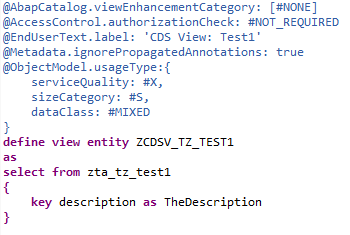 @AbapCatalog.viewEnhancementCategory: [#NONE]
@AccessControl.authorizationCheck: #NOT_REQUIRED
@EndUserText.label: 'CDS View: Test1'
@Metadata.ignorePropagatedAnnotations: true
@ObjectModel.usageType:{
    serviceQuality: #X,
    sizeCategory: #S,
    dataClass: #MIXED
}
define view entity ZCDSV_TZ_TEST1
as
select from zta_tz_test1
{
    key description as TheDescription
}